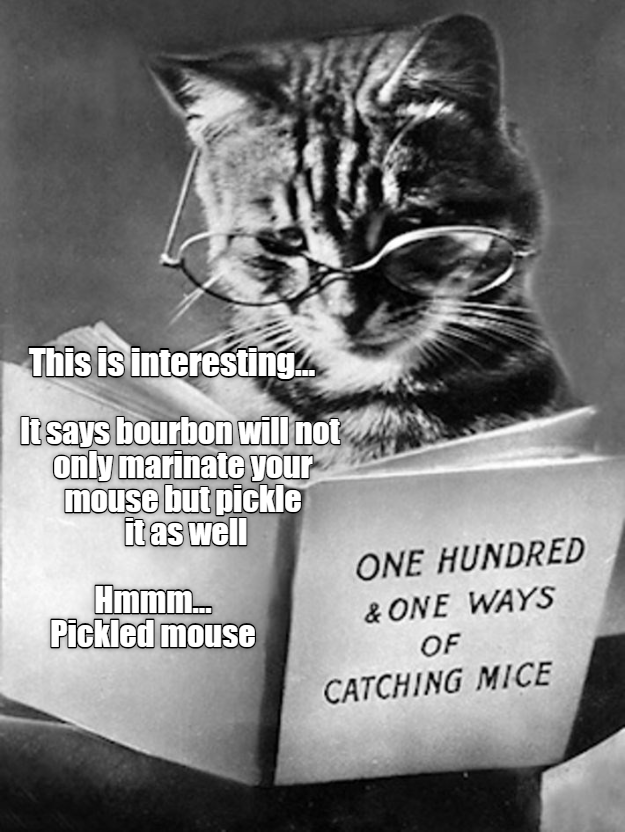 This is interesting...
It says bourbon will not
only marinate your
mouse but pickle
it as well
Hmmm...
Pickled mouse
ONE HUNDRED
& ONE WAYS
OF
CATCHING MICE